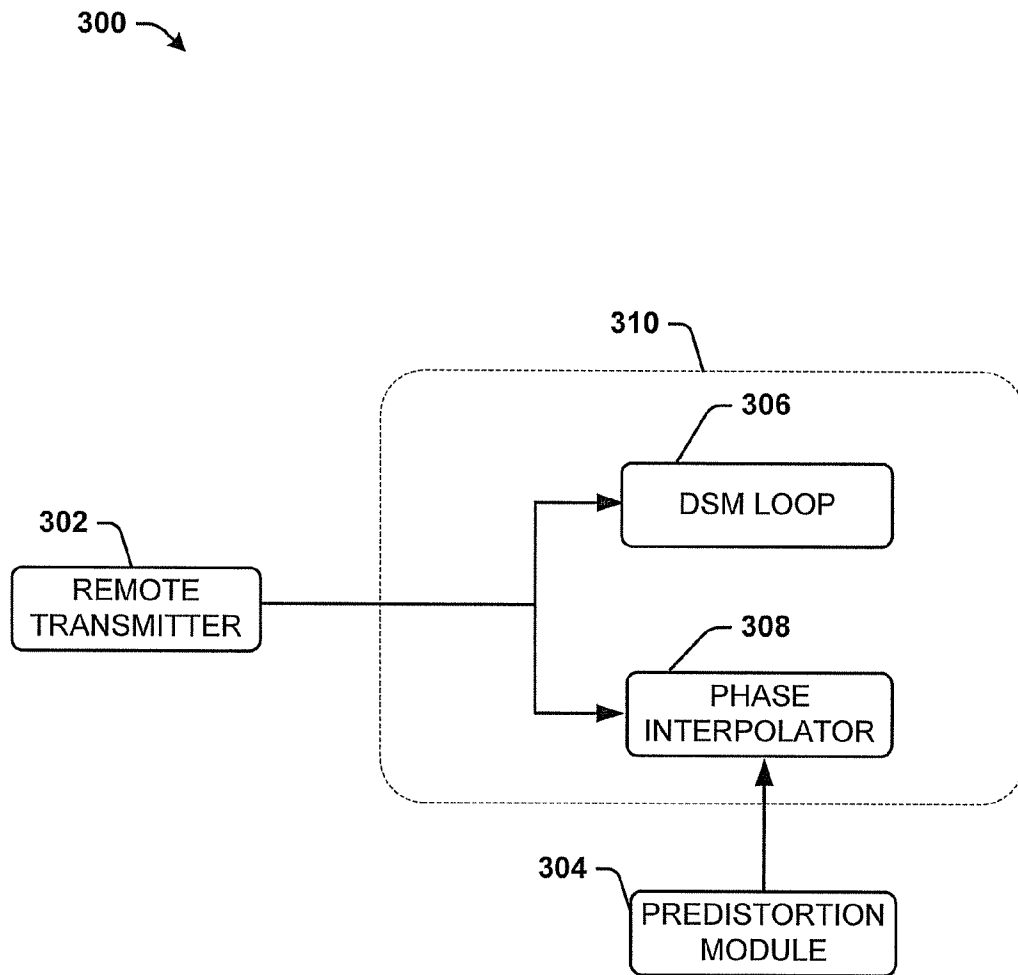 300
310
306
DSM LOOP
302
REMOTE
TRANSMITTER
308
PHASE
INTERPOLATOR
304
PREDISTORTION
MODULE